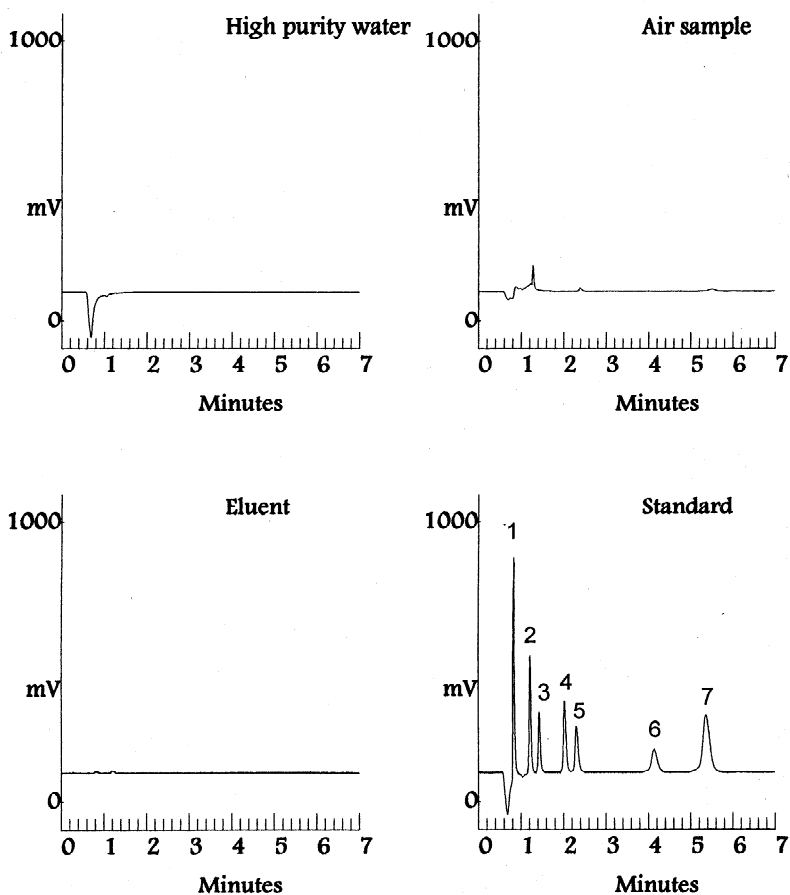 High purity water
1000
mV
0
0 1 2 3 4 5 6 7
Minutes
Air sample
1000
mV
0
0 1 2 3 4 5 6 7
Minutes
Eluent
1000
mV
0
0 1 2 3 4 5 6 7
Minutes
Standard
1000
1
2
3
4
5
6
7
mV
0
0 1 2 3 4 5 6 7
Minutes